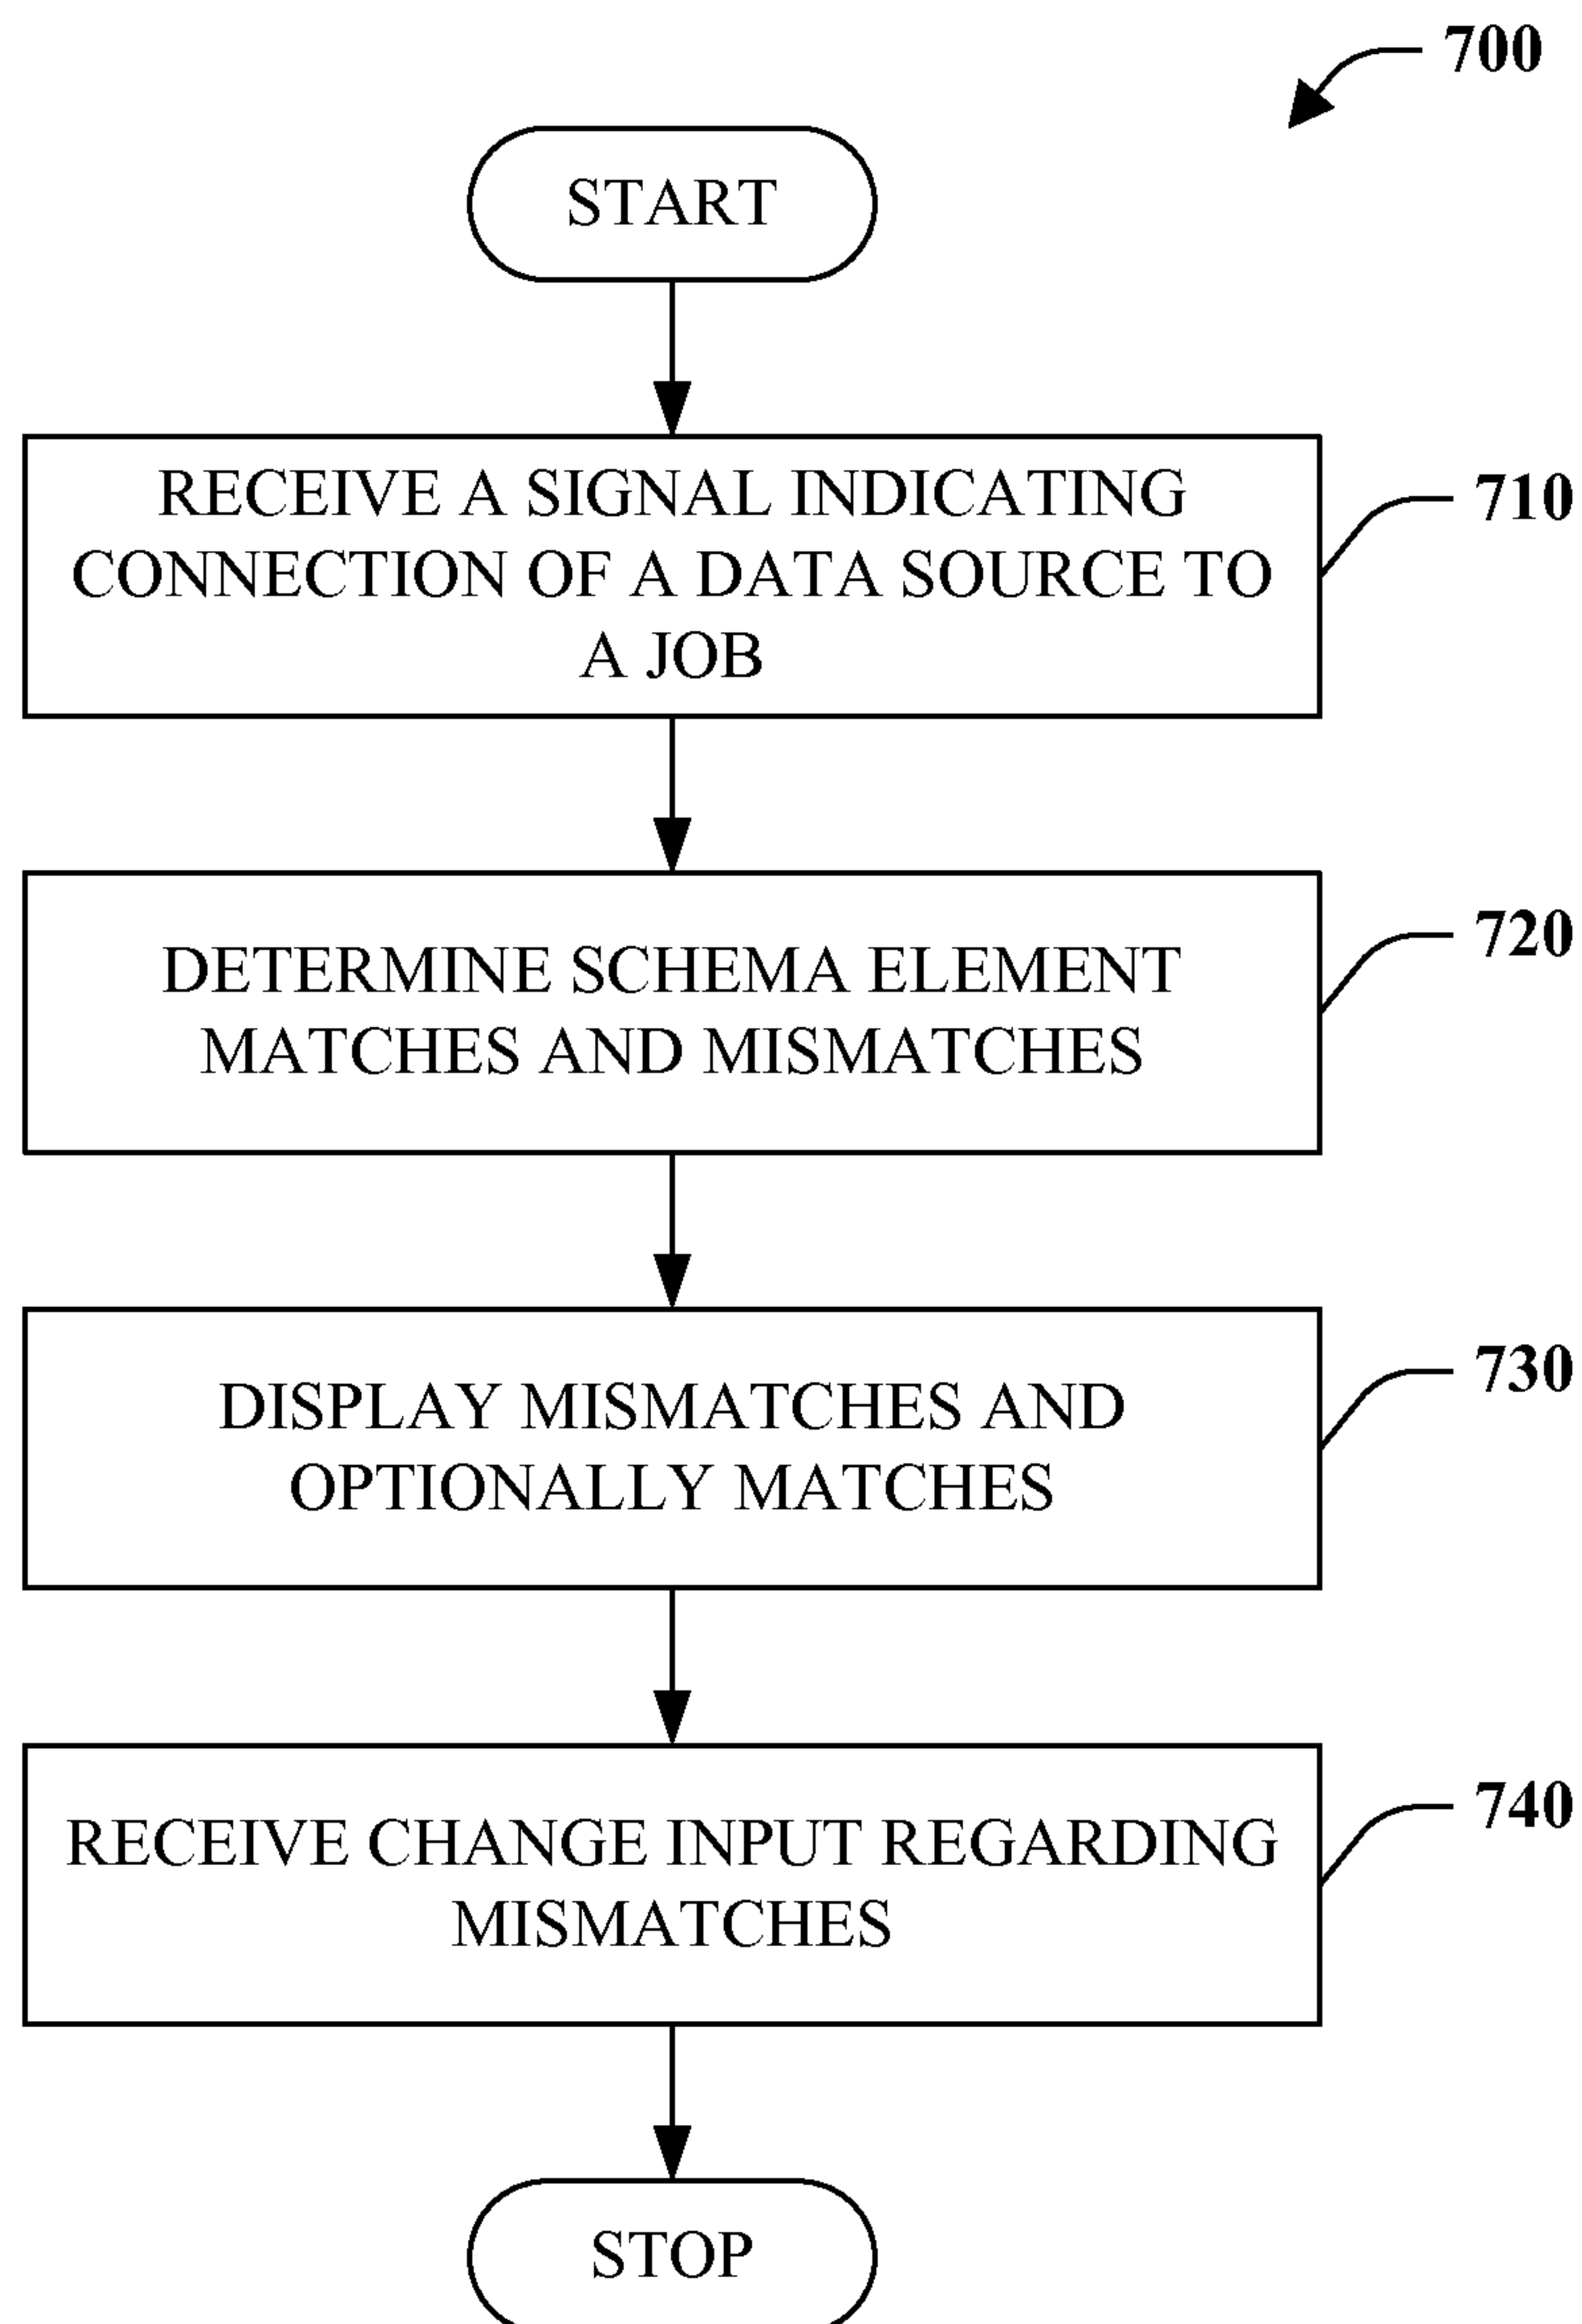 700
START
RECEIVE A SIGNAL INDICATING
CONNECTION OF A DATA SOURCE TO
A JOB
710
DETERMINE SCHEMA ELEMENT
MATCHES AND MISMATCHES
720
DISPLAY MISMATCHES AND
OPTIONALLY MATCHES
730
RECEIVE CHANGE INPUT REGARDING
MISMATCHES
740
STOP